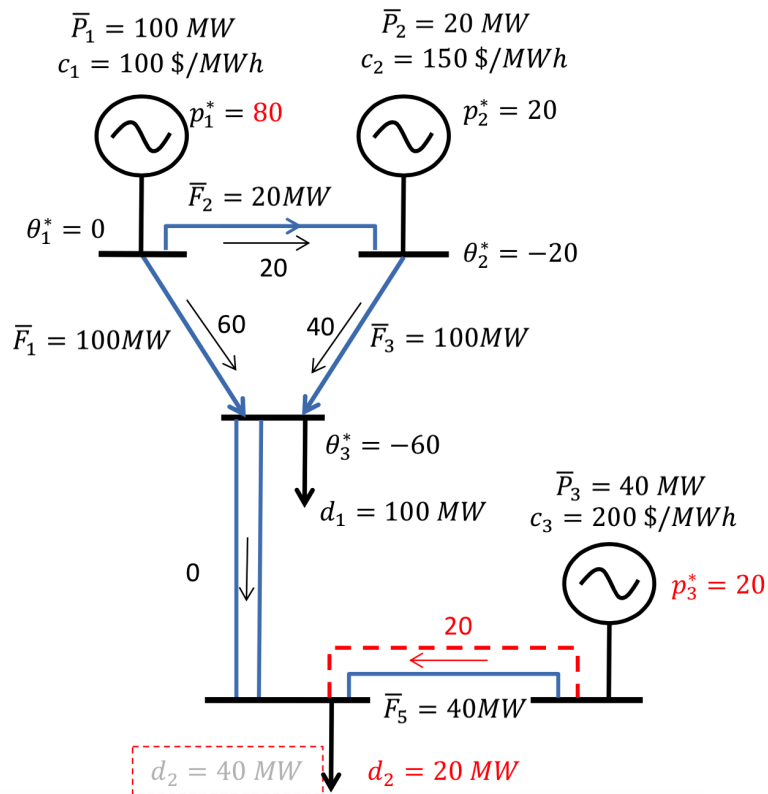 P̅₁ = 100 MW
c₁ = 100 $/MWh
p₁* = 80
P̅₂ = 20 MW
c₂ = 150 $/MWh
p₂* = 20
F̅₂ = 20MW
θ₁* = 0
20
θ₂* = −20
F̅₁ = 100MW
60
40
F̅₃ = 100MW
θ₃* = −60
d₁ = 100 MW
P̅₃ = 40 MW
c₃ = 200 $/MWh
p₃* = 20
0
20
F̅₅ = 40MW
d₂ = 40 MW
d₂ = 20 MW